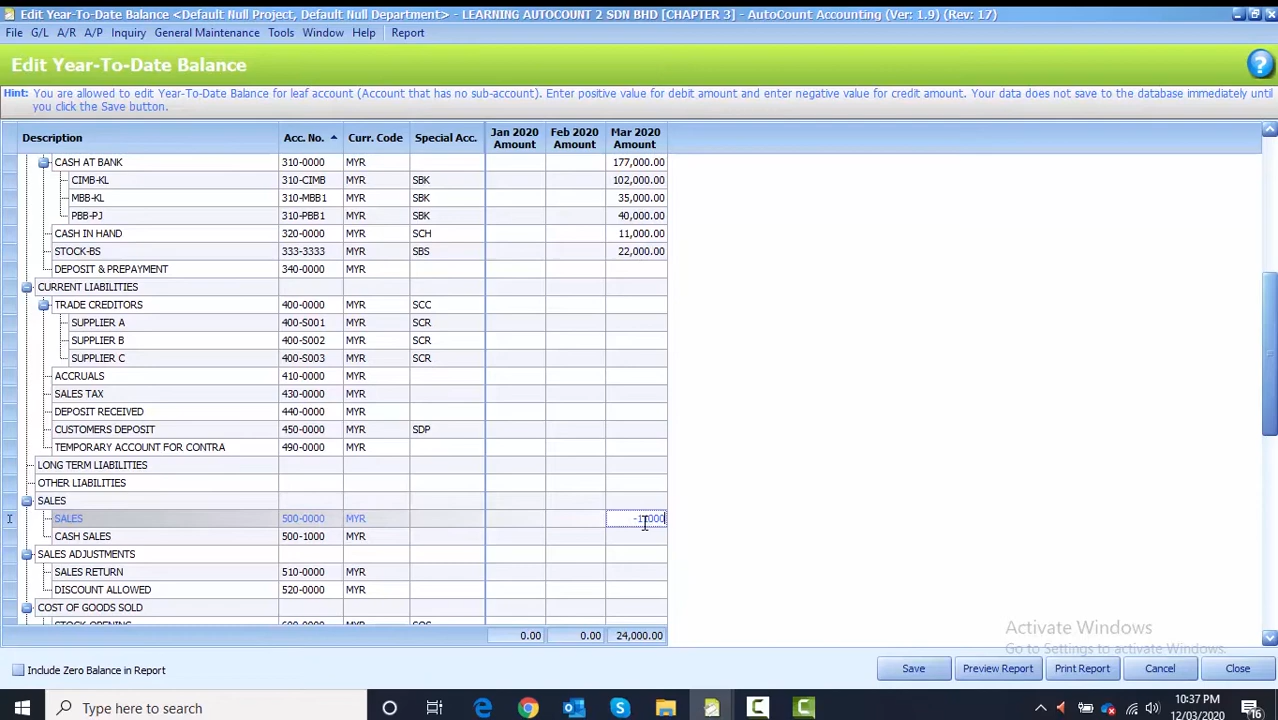 Edit Year-To-Date Balance <Default Null Project, Default Null Department> - LEARNING AUTOCOUNT 2 SDN BHD [CHAPTER 3] - AutoCount Accounting (Ver: 1.9) (Rev: 17)
File G/L A/R A/P Inquiry General Maintenance Tools Window Help Report
Edit Year-To-Date Balance
Hint: You are allowed to edit Year-To-Date Balance for leaf account (Account that has no sub-account). Enter positive value for debit amount and enter negative value for credit amount. Your data does not save to the database immediately until
you click the Save button.
Description Acc. No. Curr. Code Special Acc. Jan 2020 Amount Feb 2020 Amount Mar 2020 Amount
CASH AT BANK 310-0000 MYR 177,000.00
CIMB-KL 310-CIMB MYR SBK 102,000.00
MBB-KL 310-MBB1 MYR SBK 35,000.00
PBB-PJ 310-PBB1 MYR SBK 40,000.00
CASH IN HAND 320-0000 MYR SCH 11,000.00
STOCK-BS 333-3333 MYR SBS 22,000.00
DEPOSIT & PREPAYMENT 340-0000 MYR
CURRENT LIABILITIES
TRADE CREDITORS 400-0000 MYR SCC
SUPPLIER A 400-S001 MYR SCR
SUPPLIER B 400-S002 MYR SCR
SUPPLIER C 400-S003 MYR SCR
ACCRUALS 410-0000 MYR
SALES TAX 430-0000 MYR
DEPOSIT RECEIVED 440-0000 MYR
CUSTOMERS DEPOSIT 450-0000 MYR SDP
TEMPORARY ACCOUNT FOR CONTRA 490-0000 MYR
LONG TERM LIABILITIES
OTHER LIABILITIES
SALES
SALES 500-0000 MYR
CASH SALES 500-1000 MYR
SALES ADJUSTMENTS
SALES RETURN 510-0000 MYR
DISCOUNT ALLOWED 520-0000 MYR
COST OF GOODS SOLD
0.00 0.00 24,000.00
Activate Windows
Go to Settings to activate Windows.
Include Zero Balance in Report Save Preview Report Print Report Cancel Close
Type here to search
10:37 PM
12/03/2020
16